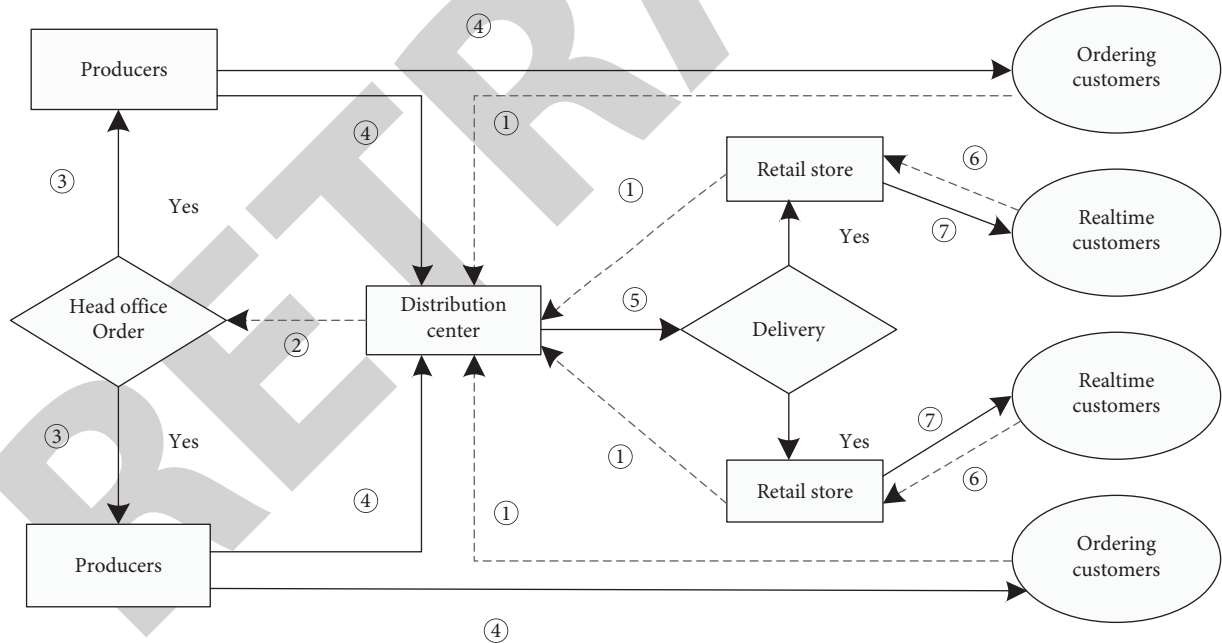 ④
Producers
Ordering
customers
④
①
③
Yes
Retail store
⑥
①
Realtime
customers
Yes
⑦
Head office
Order
②
Distribution
center
⑤
Delivery
Realtime
customers
③
Yes
Yes
⑦
①
Retail store
⑥
④
①
Producers
Ordering
customers
④
RETRA